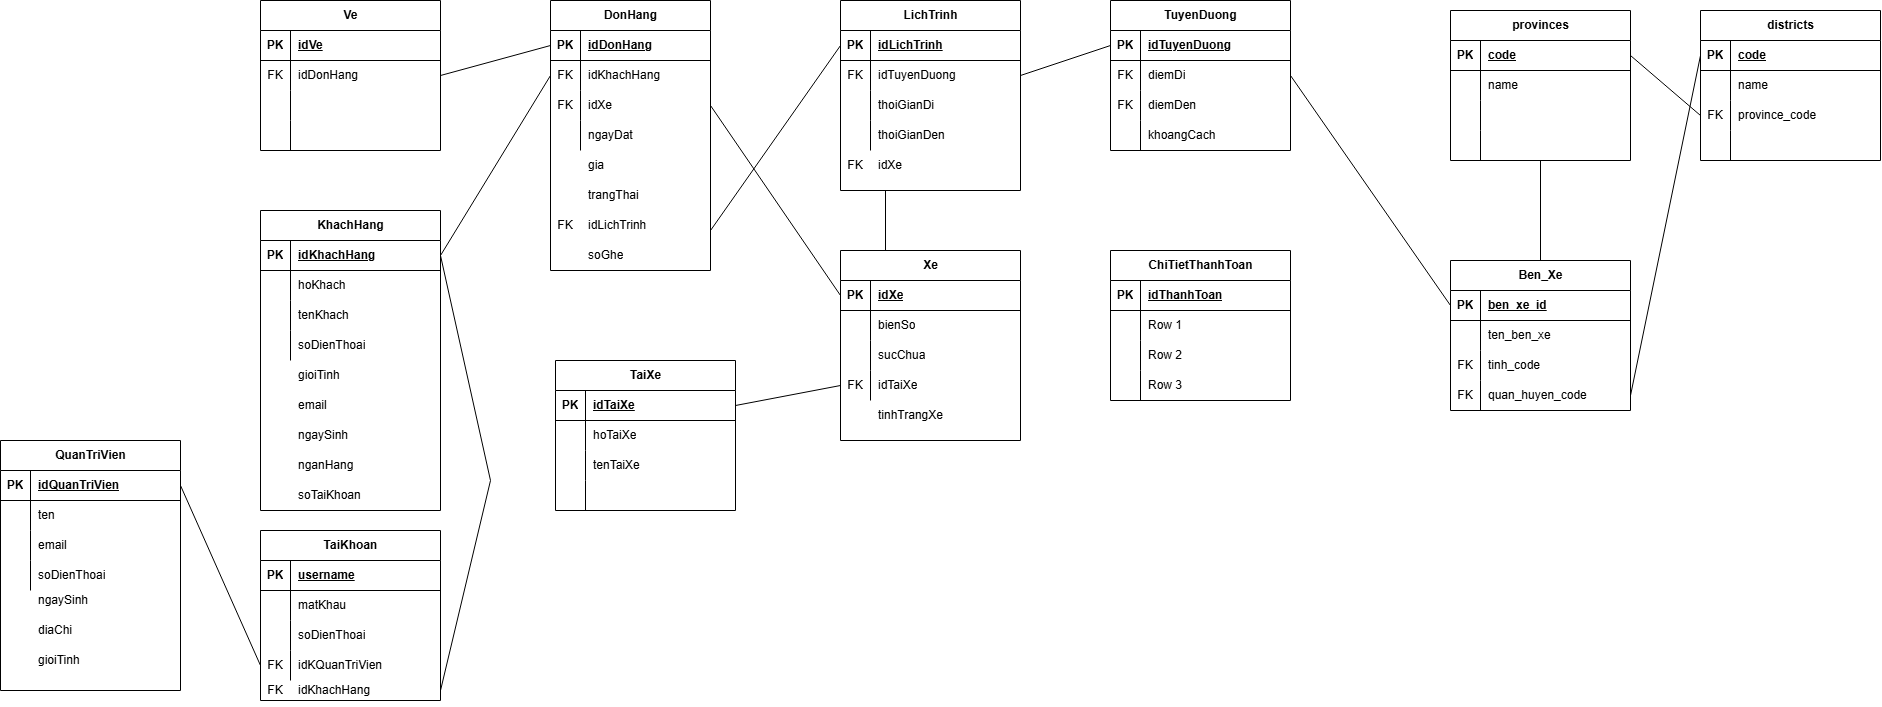 Ve
PK idVe
FK idDonHang
DonHang
PK idDonHang
FK idKhachHang
FK idXe
ngayDat
gia
trangThai
FK idLichTrinh
soGhe
LichTrinh
PK idLichTrinh
FK idTuyenDuong
thoiGianDi
thoiGianDen
FK idXe
TuyenDuong
PK idTuyenDuong
FK diemDi
FK diemDen
khoangCach
provinces
PK code
name
districts
PK code
name
FK province_code
KhachHang
PK idKhachHang
hoKhach
tenKhach
soDienThoai
gioiTinh
email
ngaySinh
nganHang
soTaiKhoan
Xe
PK idXe
bienSo
sucChua
FK idTaiXe
tinhTrangXe
ChiTietThanhToan
PK idThanhToan
Row 1
Row 2
Row 3
Ben_Xe
PK ben_xe_id
ten_ben_xe
FK tinh_code
FK quan_huyen_code
TaiXe
PK idTaiXe
hoTaiXe
tenTaiXe
QuanTriVien
PK idQuanTriVien
ten
email
soDienThoai
ngaySinh
diaChi
gioiTinh
TaiKhoan
PK username
matKhau
soDienThoai
FK idKQuanTriVien
FK idKhachHang